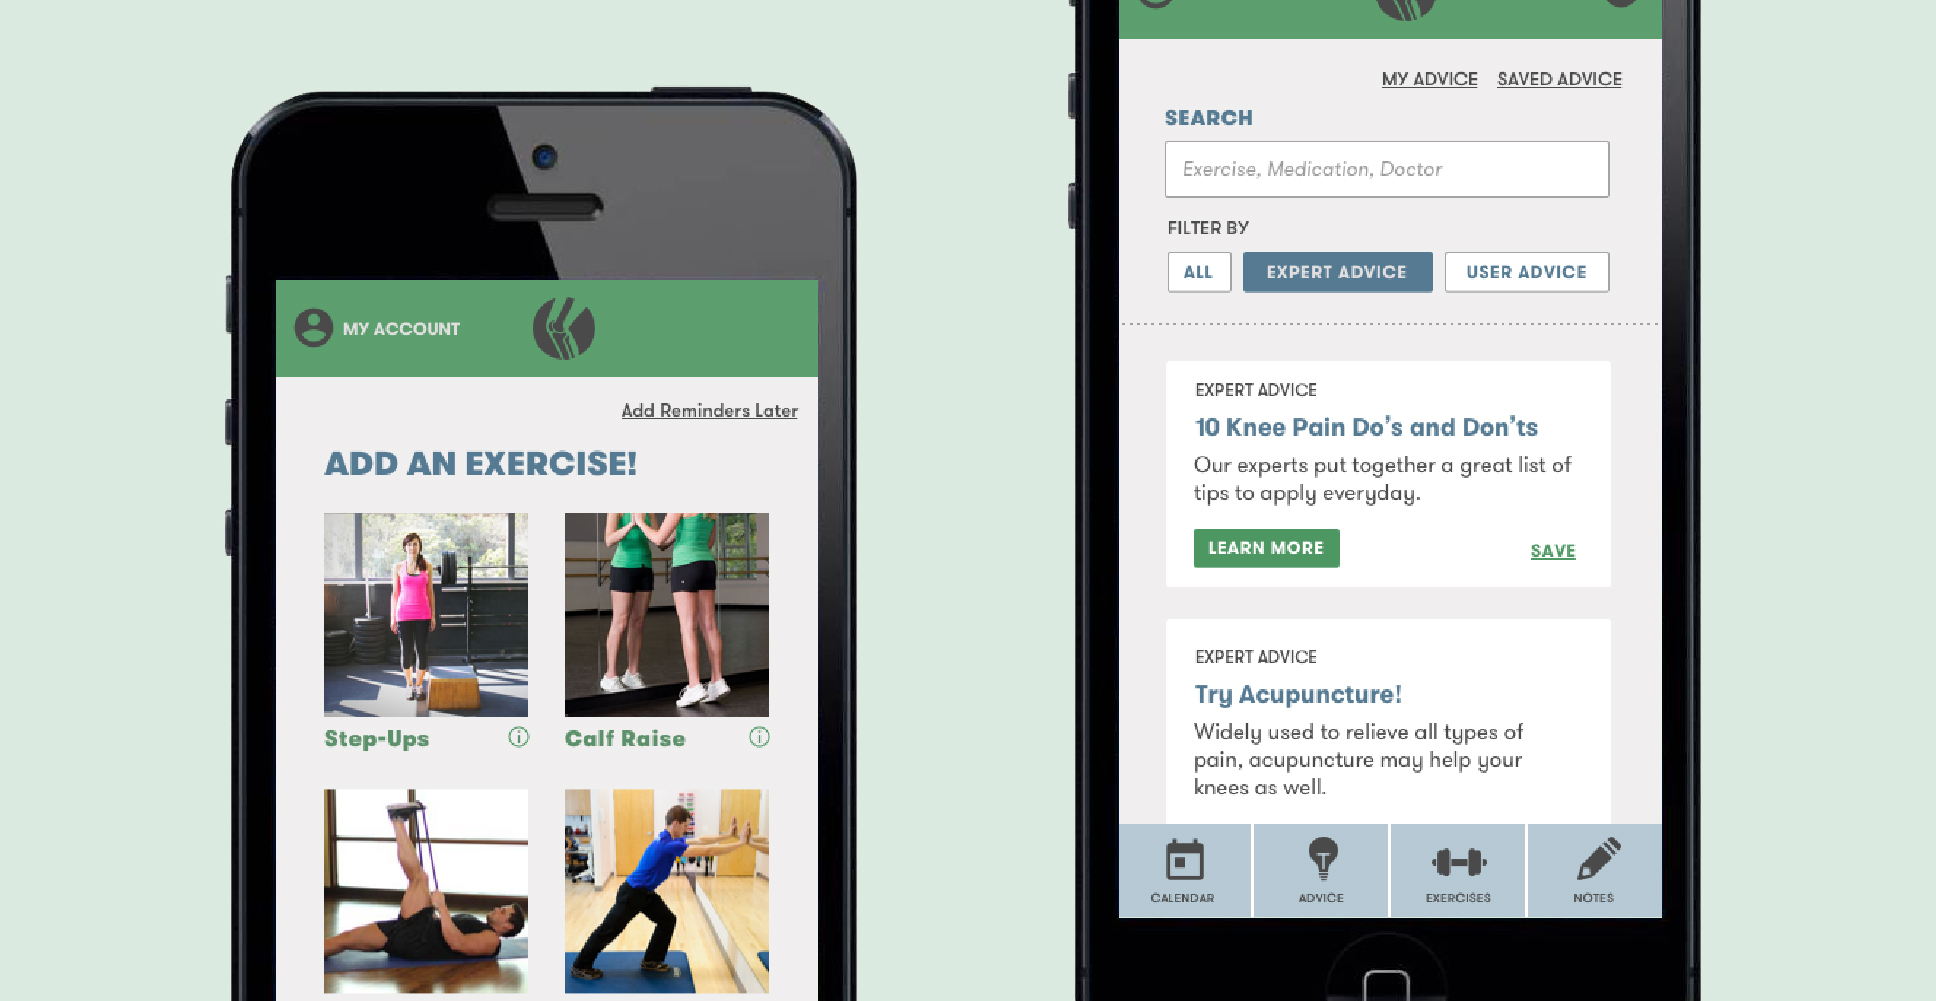 MY ACCOUNT
Add Reminders Later
ADD AN EXERCISE!
Step-Ups
Calf Raise
MY ADVICE SAVED ADVICE
SEARCH
Exercise, Medication, Doctor
FILTER BY
ALL EXPERT ADVICE USER ADVICE
EXPERT ADVICE
10 Knee Pain Do's and Don'ts
Our experts put together a great list of
tips to apply everyday.
LEARN MORE SAVE
EXPERT ADVICE
Try Acupuncture!
Widely used to relieve all types of
pain, acupuncture may help your
knees as well.
CALENDAR ADVICE EXERCISES NOTES